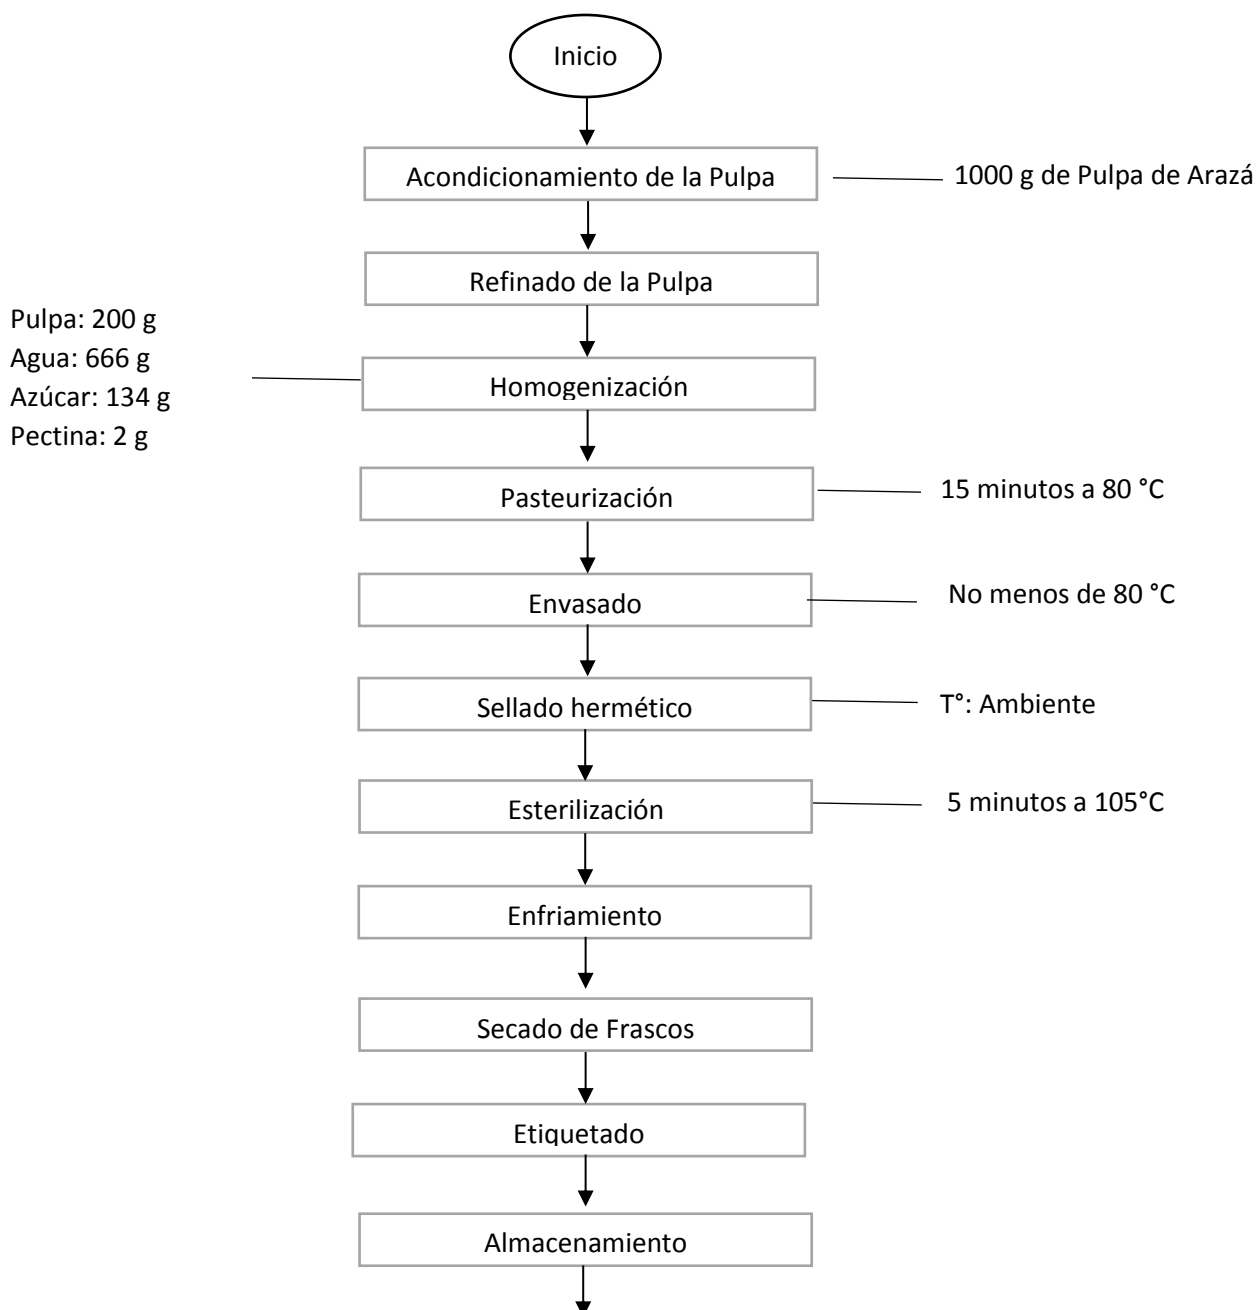 Inicio
Acondicionamiento de la Pulpa
1000 g de Pulpa de Arazá
Refinado de la Pulpa
Pulpa: 200 g
Agua: 666 g
Azúcar: 134 g
Pectina: 2 g
Homogenización
Pasteurización
15 minutos a 80 °C
Envasado
No menos de 80 °C
Sellado hermético
T°: Ambiente
Esterilización
5 minutos a 105°C
Enfriamiento
Secado de Frascos
Etiquetado
Almacenamiento